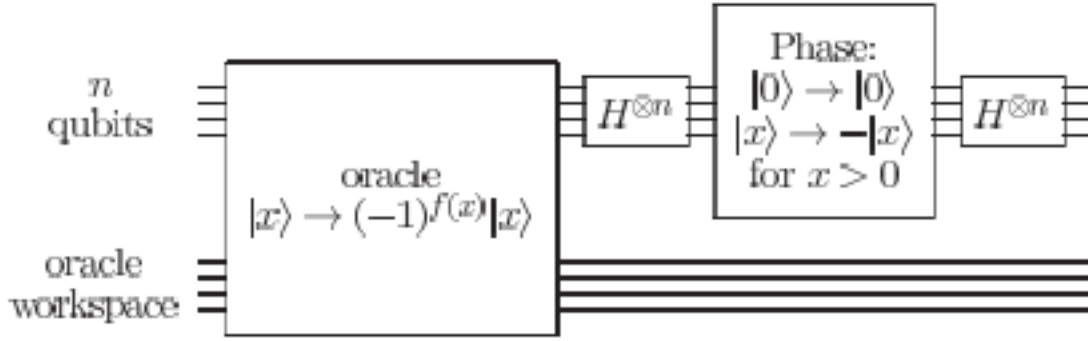 n
qubits
oracle
|x⟩ → (−1)^{f(x)}|x⟩
oracle
workspace
H^{⊗n}
Phase:
|0⟩ → |0⟩
|x⟩ → −|x⟩
for x > 0
H^{⊗n}